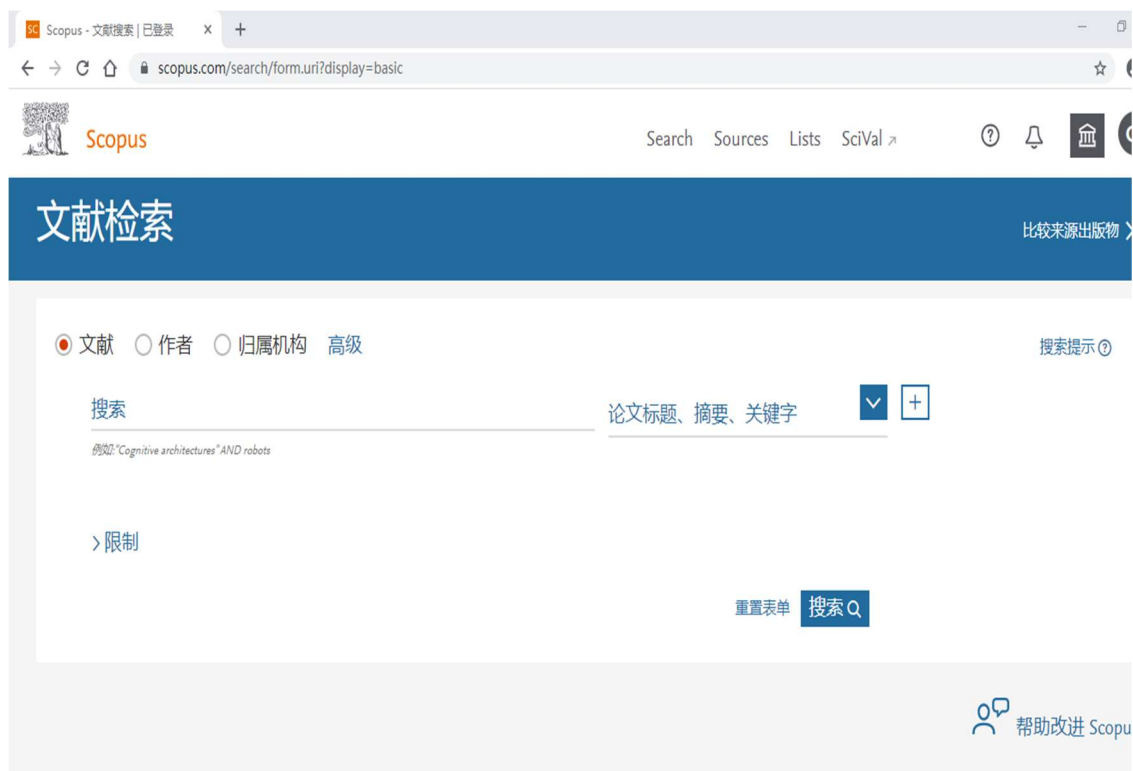 SC Scopus - 文献搜索 | 已登录 × +
scopus.com/search/form.uri?display=basic
Scopus Search Sources Lists SciVal ↗
文献检索
比较来源出版物
文献 作者 归属机构 高级 搜索提示
搜索 论文标题、摘要、关键字
例如:"Cognitive architectures" AND robots
限制
重置表单 搜索
帮助改进 Scopu